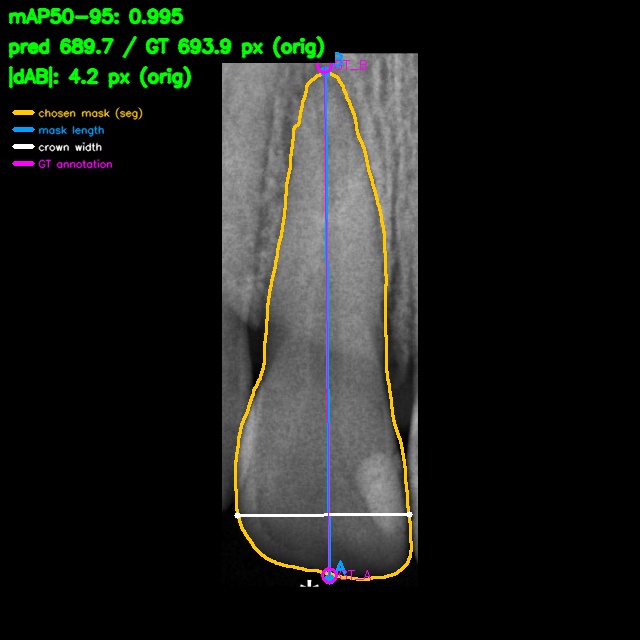 mAP50-95: 0.995
pred 689.7 / GT 693.9 px (orig)
|dAB|: 4.2 px (orig)
chosen mask (seg)
mask length
crown width
GT annotation
B
GT_B
A
GT_A